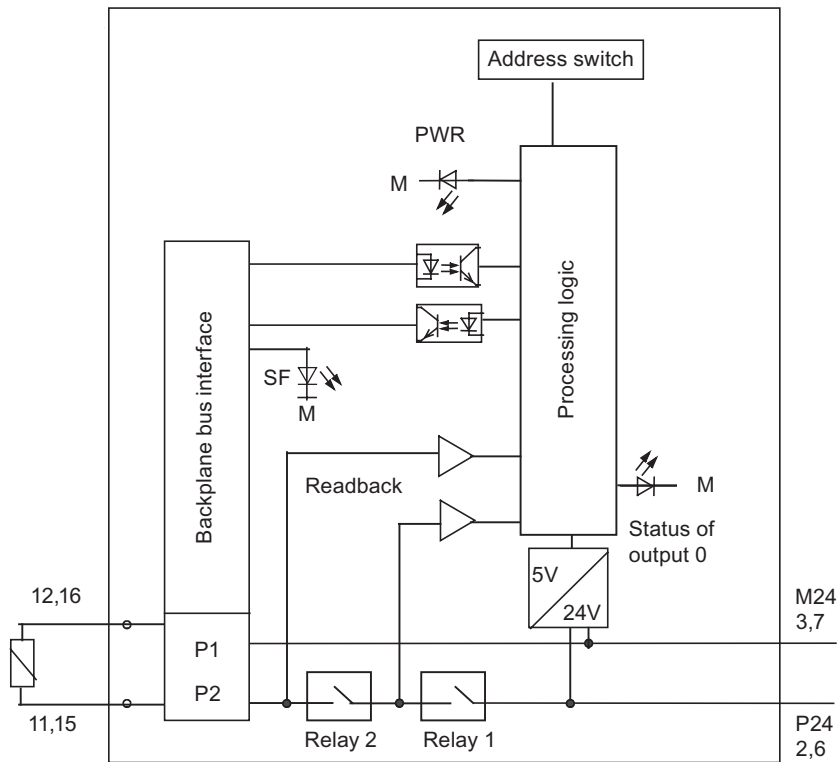 Address switch
PWR
M
Backplane bus interface
Processing logic
SF
M
Readback
M
Status of
output 0
5V
24V
12,16
M24
3,7
P1
P2
11,15
Relay 2
Relay 1
P24
2,6